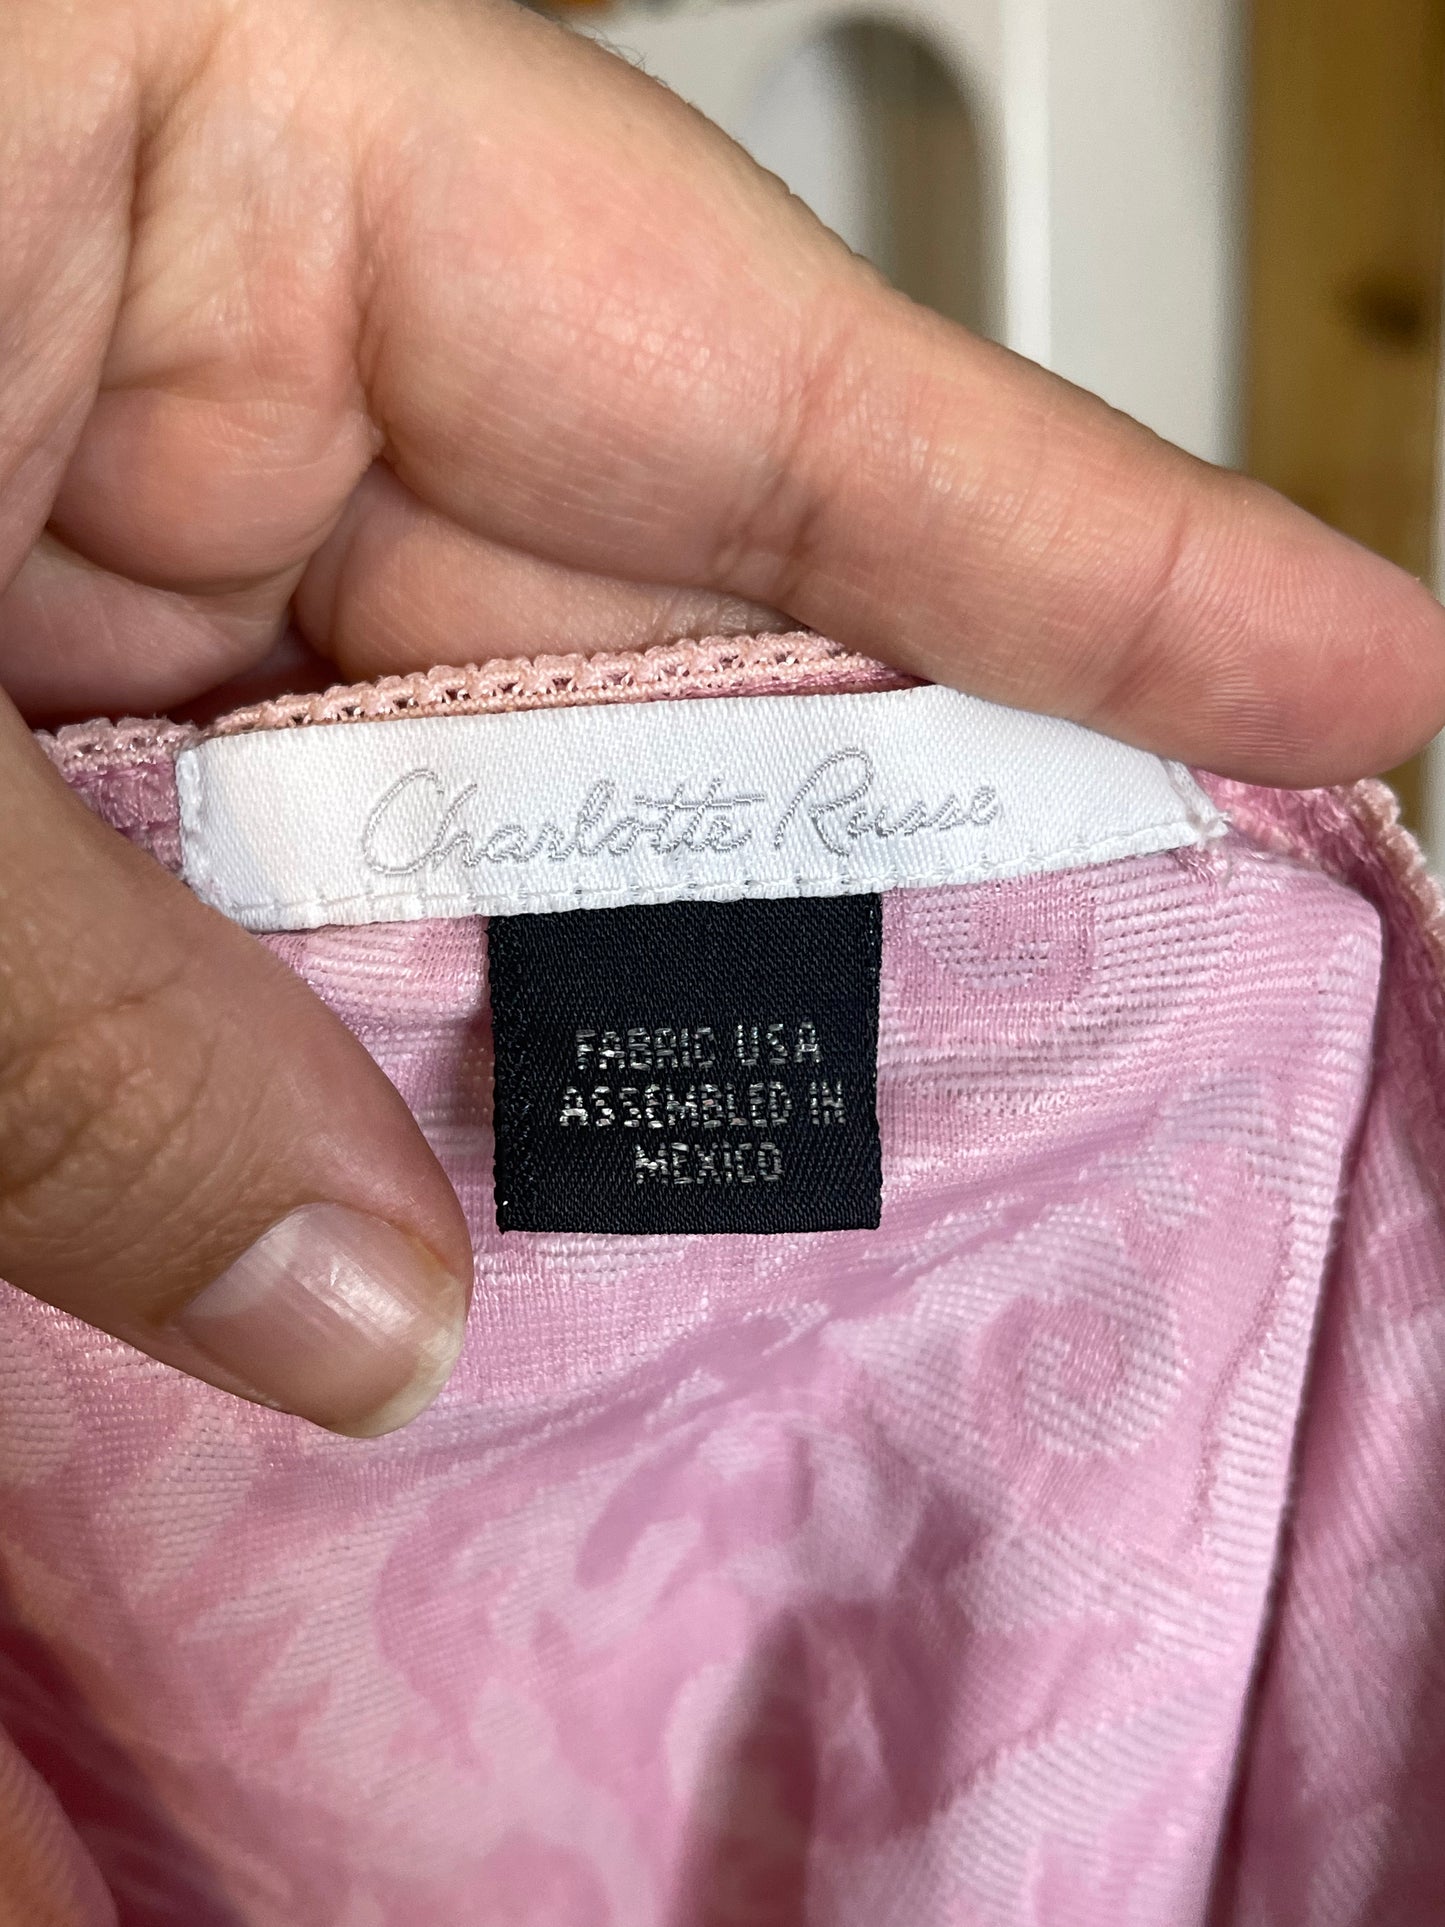 Charlotte Russe
FABRIC USA
ASSEMBLED IN
MEXICO